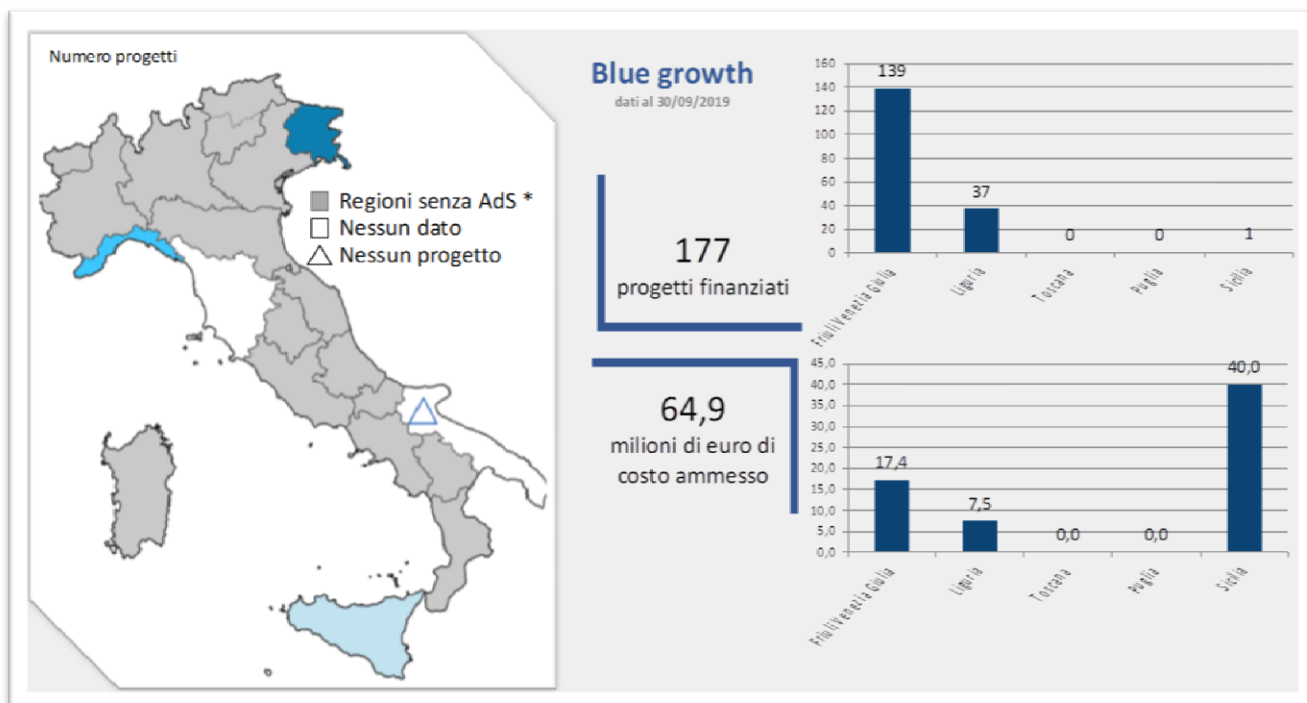 Numero progetti
Regioni senza AdS *
Nessun dato
Nessun progetto
Blue growth
dati al 30/09/2019
177
progetti finanziati
64,9
milioni di euro di
costo ammesso
160
140
120
100
80
60
40
20
0
139
37
0
0
1
Friuli Venezia Giulia
Liguria
Toscana
Puglia
Sicilia
45,0
40,0
35,0
30,0
25,0
20,0
15,0
10,0
5,0
0,0
17,4
7,5
0,0
0,0
40,0
Friuli Venezia Giulia
Liguria
Toscana
Puglia
Sicilia